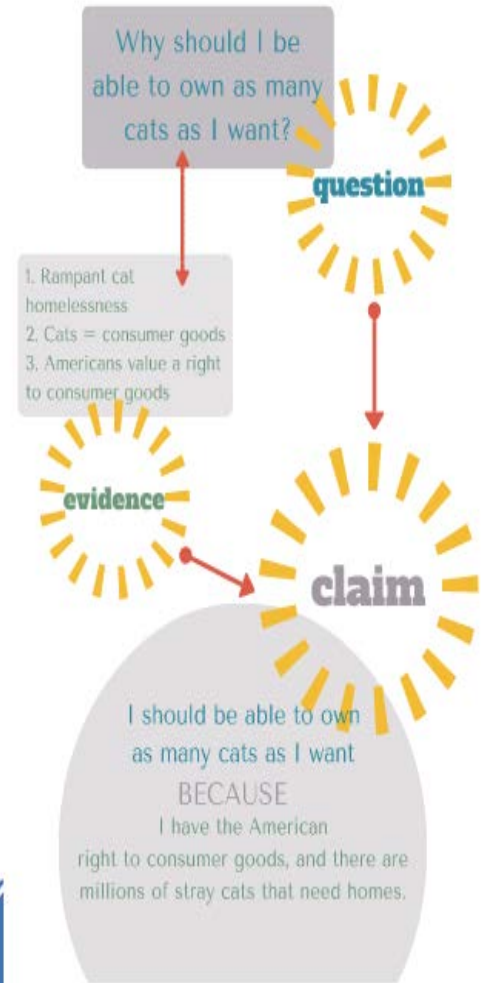 Why should I be
able to own as many
cats as I want?
question
1. Rampant cat
homelessness
2. Cats = consumer goods
3. Americans value a right
to consumer goods
evidence
claim
I should be able to own
as many cats as I want
BECAUSE
I have the American
right to consumer goods, and there are
millions of stray cats that need homes.